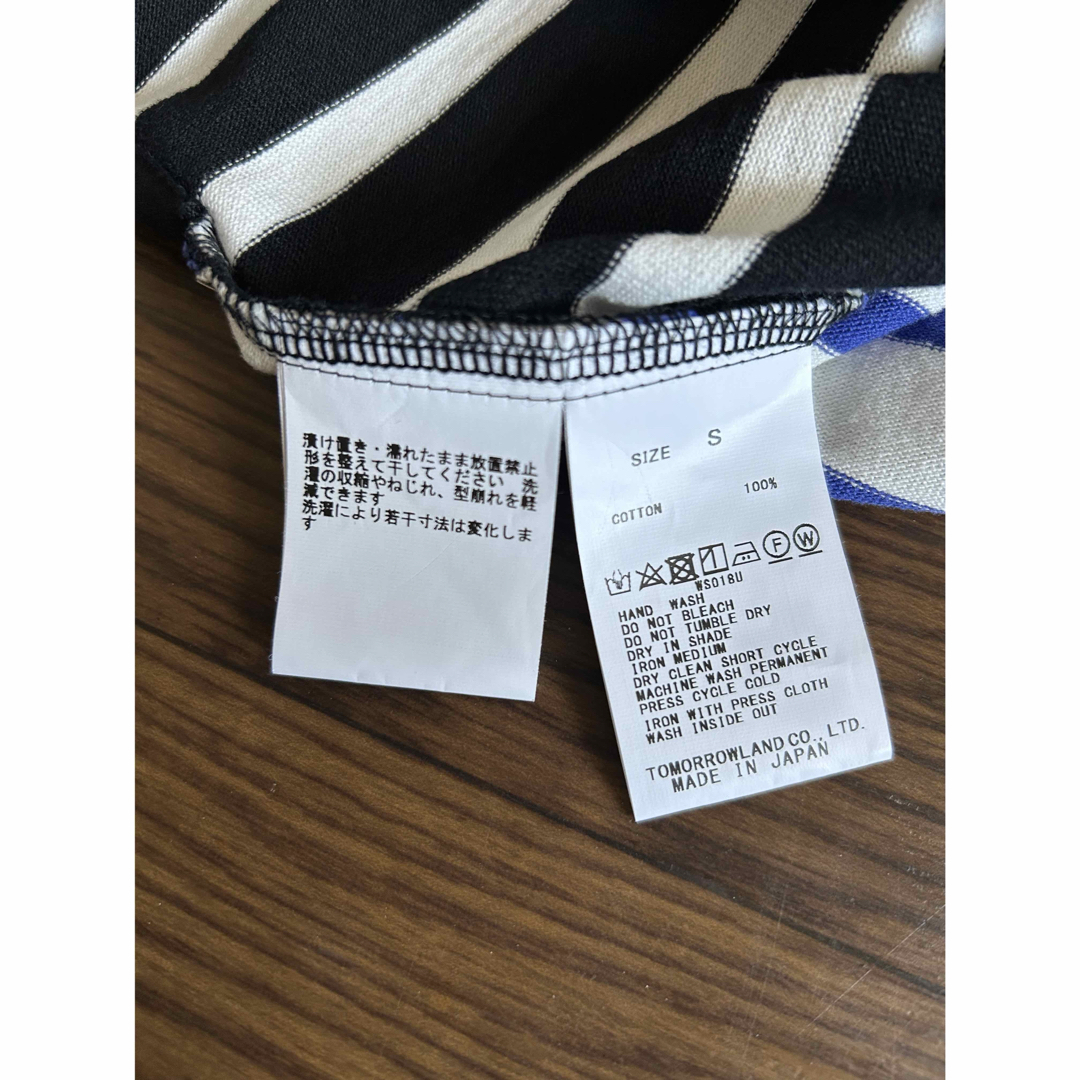 漬け置き・濡れたまま放置禁止
形を整えて干してください 洗
濯の収縮やねじれ、型崩れを軽
減できます
洗濯により若干寸法は変化しま
す
SIZE S
COTTON 100%
F W
WS018U
HAND WASH
DO NOT BLEACH
DO NOT TUMBLE DRY
DRY IN SHADE
IRON MEDIUM
DRY CLEAN SHORT CYCLE
MACHINE WASH PERMANENT
PRESS CYCLE COLD
IRON WITH PRESS CLOTH
WASH INSIDE OUT
TOMORROWLAND CO., LTD.
MADE IN JAPAN